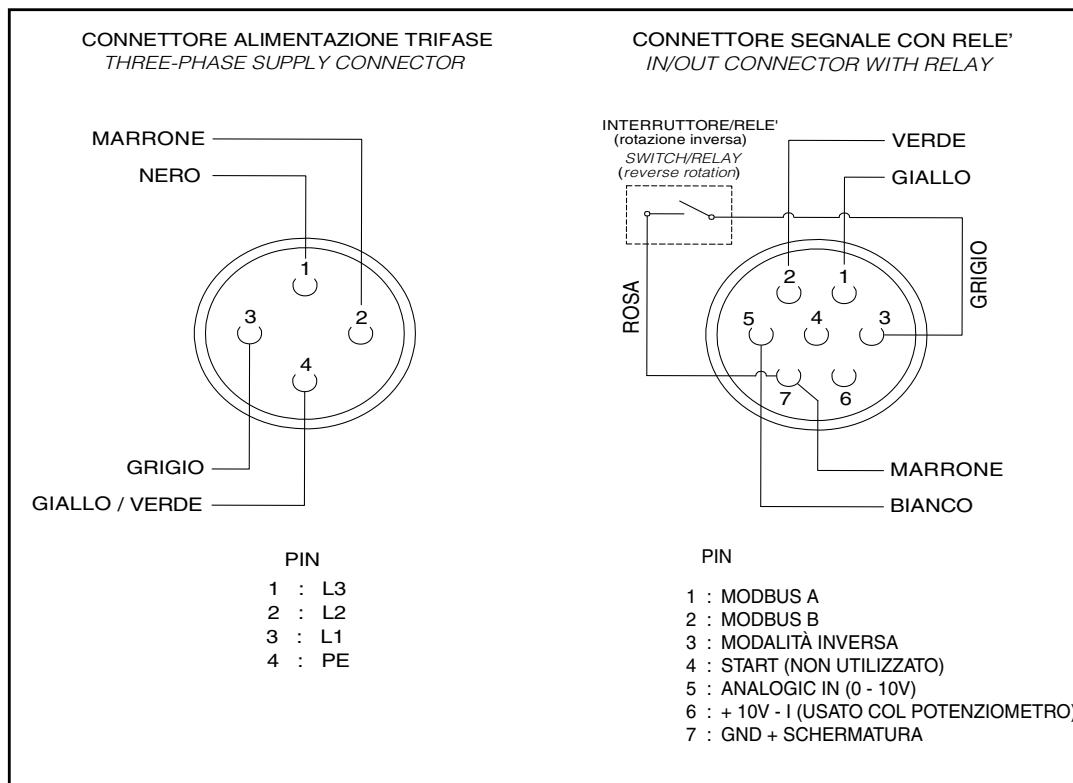 CONNETTORE ALIMENTAZIONE TRIFASE
THREE-PHASE SUPPLY CONNECTOR
MARRONE
NERO
1
3
2
4
GRIGIO
GIALLO / VERDE
PIN
1 : L3
2 : L2
3 : L1
4 : PE
CONNETTORE SEGNALE CON RELE'
IN/OUT CONNECTOR WITH RELAY
INTERRUTTORE/RELE'
(rotazione inversa)
SWITCH/RELAY
(reverse rotation)
VERDE
GIALLO
ROSA
GRIGIO
2
1
5
4
3
7
6
MARRONE
BIANCO
PIN
1 : MODBUS A
2 : MODBUS B
3 : MODALITÀ INVERSA
4 : START (NON UTILIZZATO)
5 : ANALOGIC IN (0 - 10V)
6 : + 10V - I (USATO COL POTENZIOMETRO)
7 : GND + SCHERMATURA